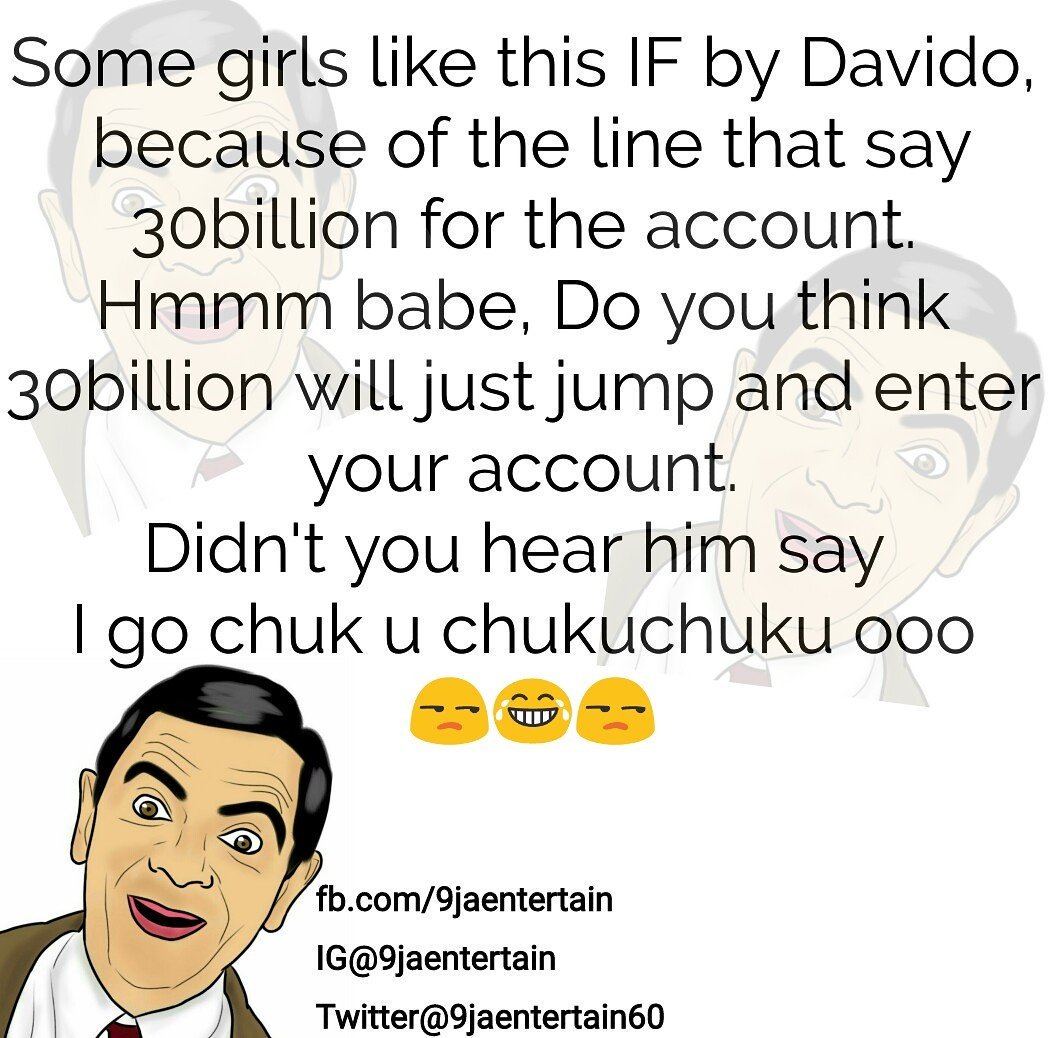 Some girls like this IF by Davido,
because of the line that say
30billion for the account.
Hmmm babe, Do you think
30billion will just jump and enter
your account.
Didn't you hear him say
I go chuk u chukuchuku ooo
😒😂😒
fb.com/9jaentertain
IG@9jaentertain
Twitter@9jaentertain60